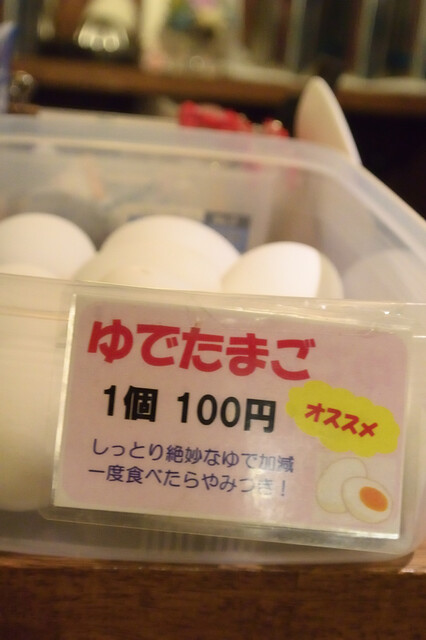 ゆでたまご
1個 100円
オススメ
しっとり絶妙なゆで加減
一度食べたらやみつき！